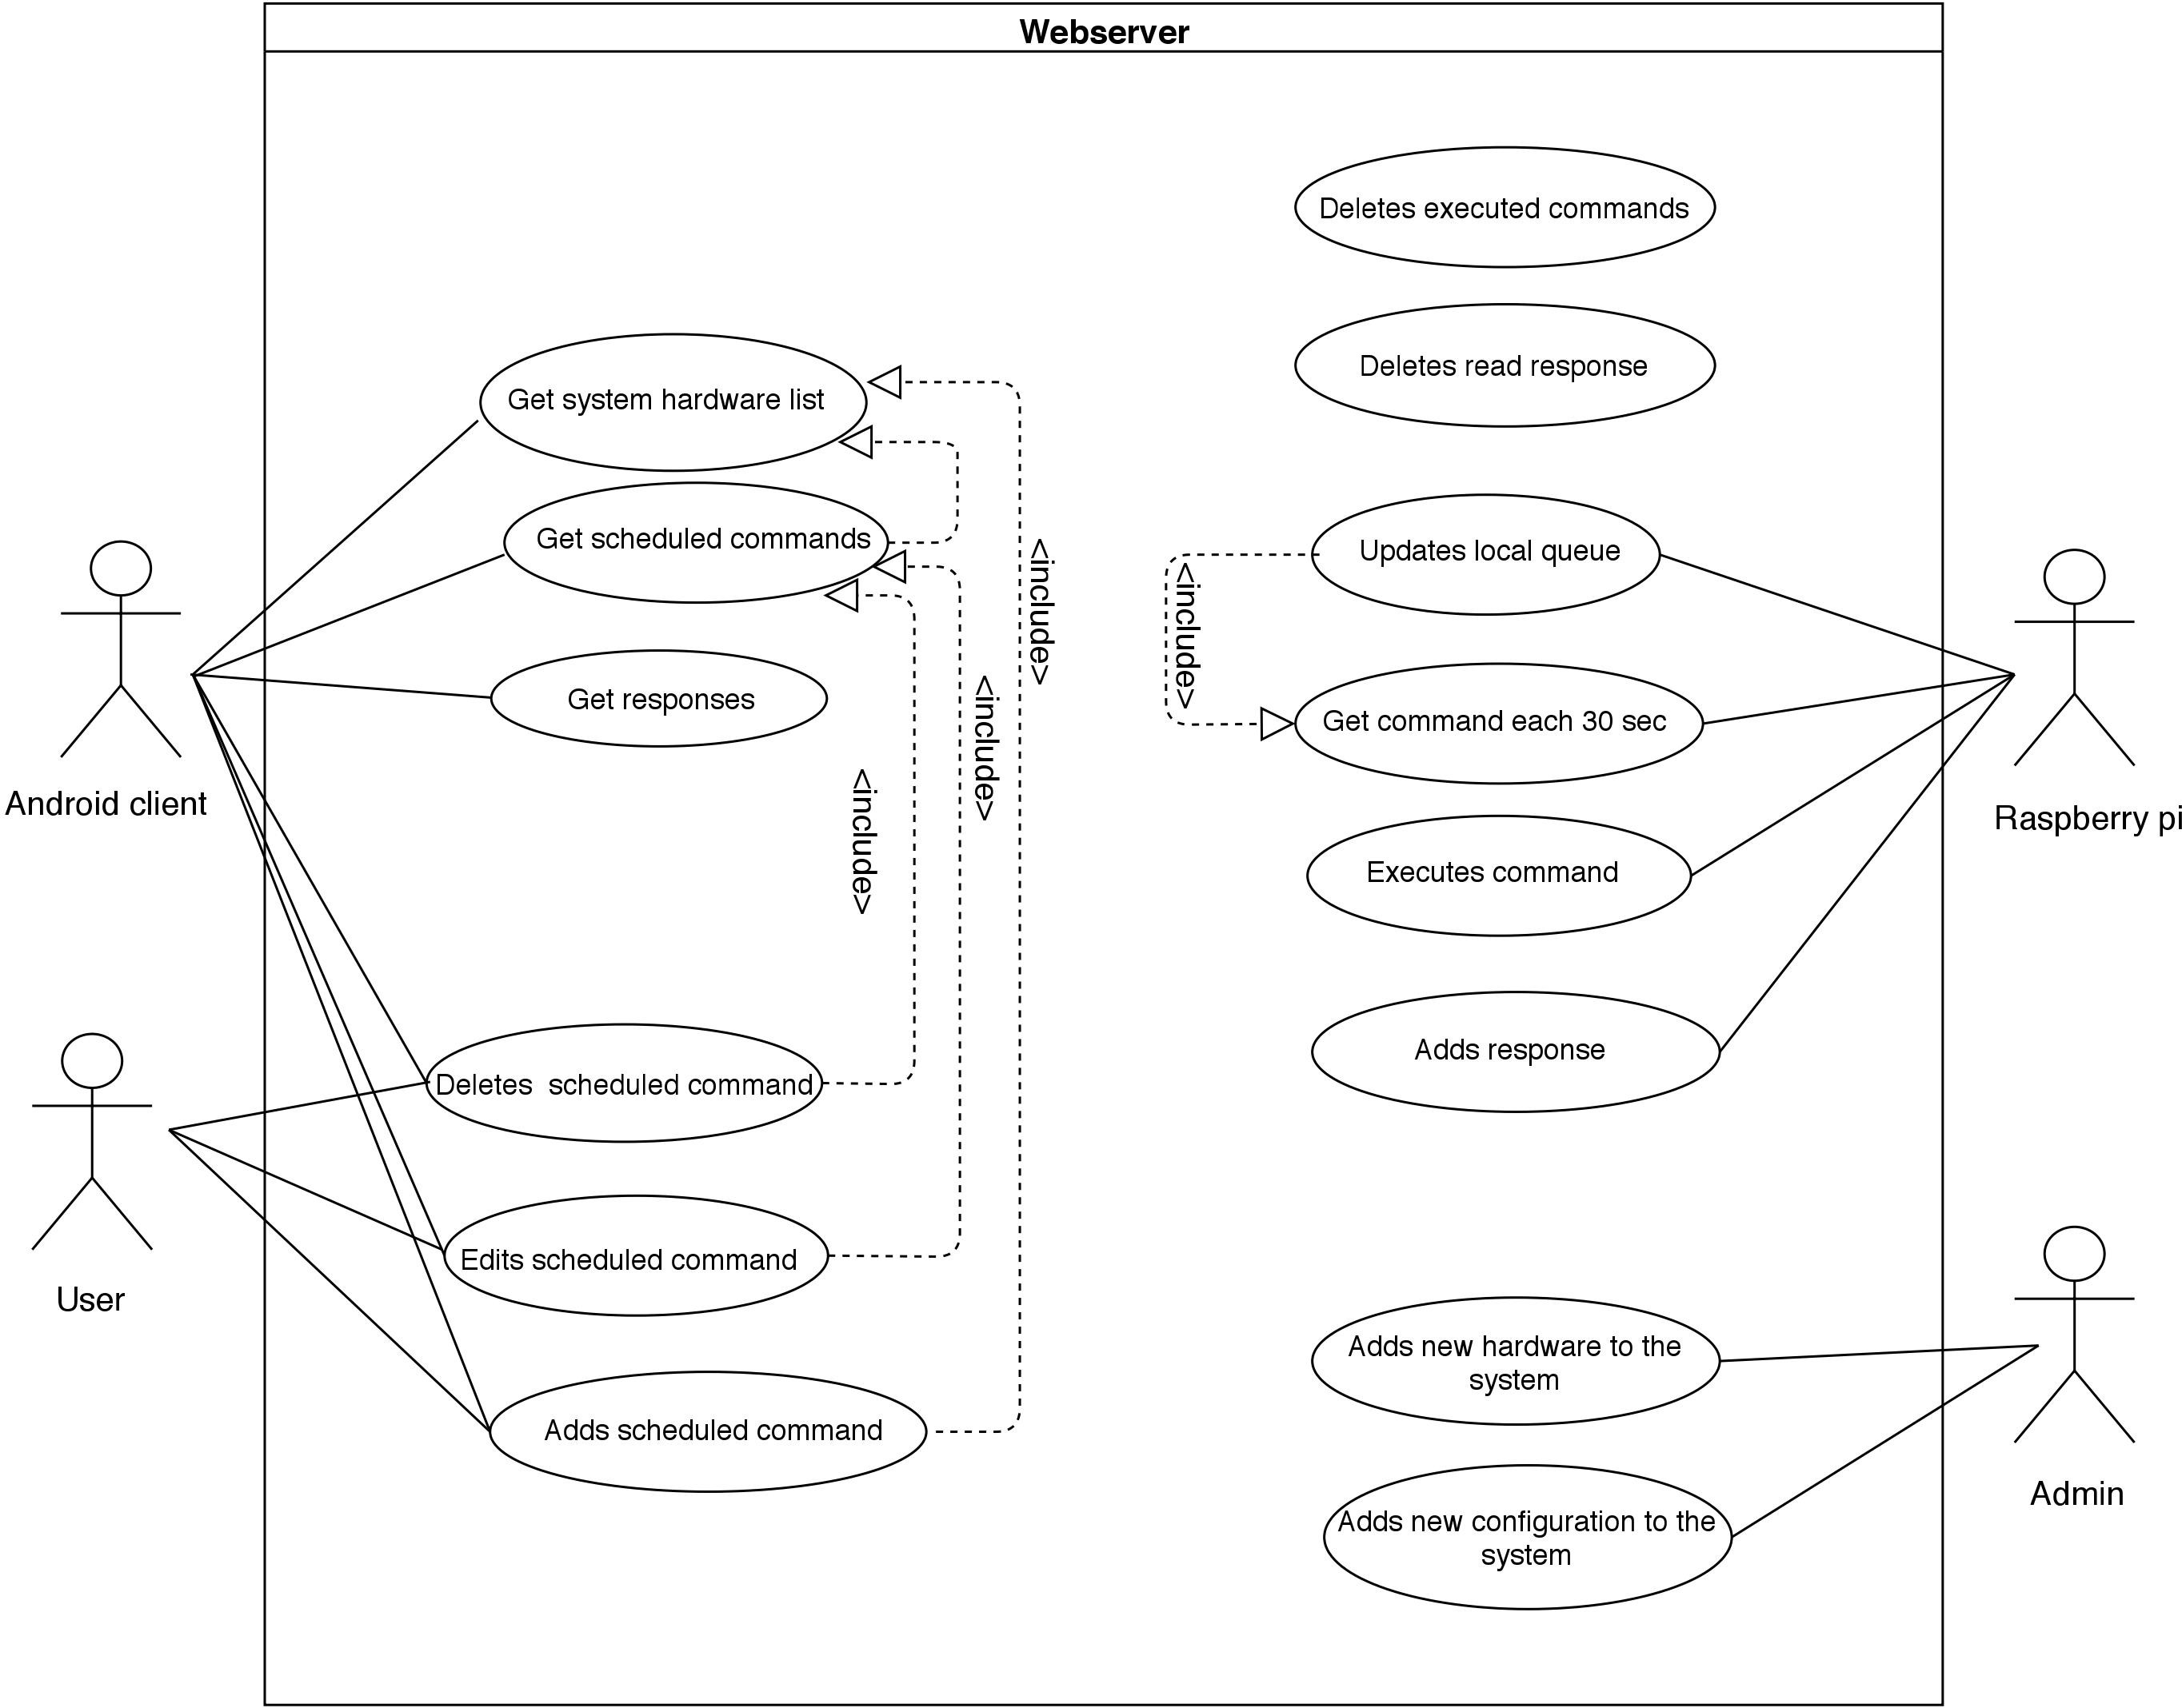 Webserver
Deletes executed commands
Deletes read response
Get system hardware list
Get scheduled commands
Updates local queue
<include>
<include>
Get responses
Get command each 30 sec
<include>
<include>
Android client
Raspberry pi
Executes command
Adds response
Deletes  scheduled command
Edits scheduled command
User
Adds new hardware to the
system
Adds scheduled command
Admin
Adds new configuration to the
system